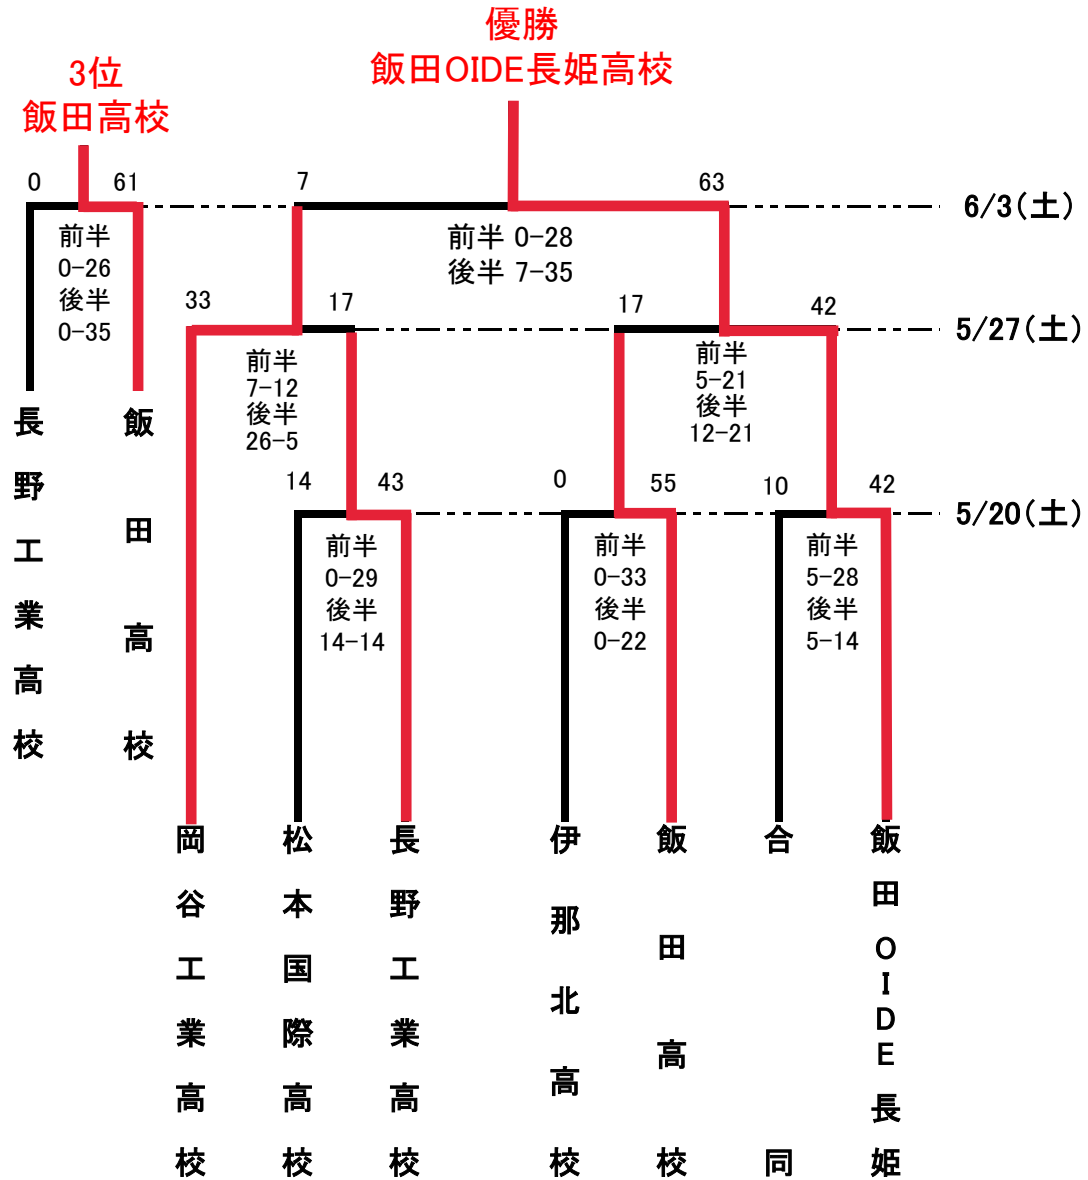 優勝
飯田OIDE長姫高校
3位
飯田高校
0
61
7
63
6/3(土)
前半
0-26
後半
0-35
前半 0-28
後半 7-35
33
17
17
42
5/27(土)
前半
7-12
後半
26-5
前半
5-21
後半
12-21
長野工業高校
飯田高校
14
43
0
55
10
42
5/20(土)
前半
0-29
後半
14-14
前半
0-33
後半
0-22
前半
5-28
後半
5-14
岡谷工業高校
松本国際高校
長野工業高校
伊那北高校
飯田高校
合同
飯田OIDE長姫